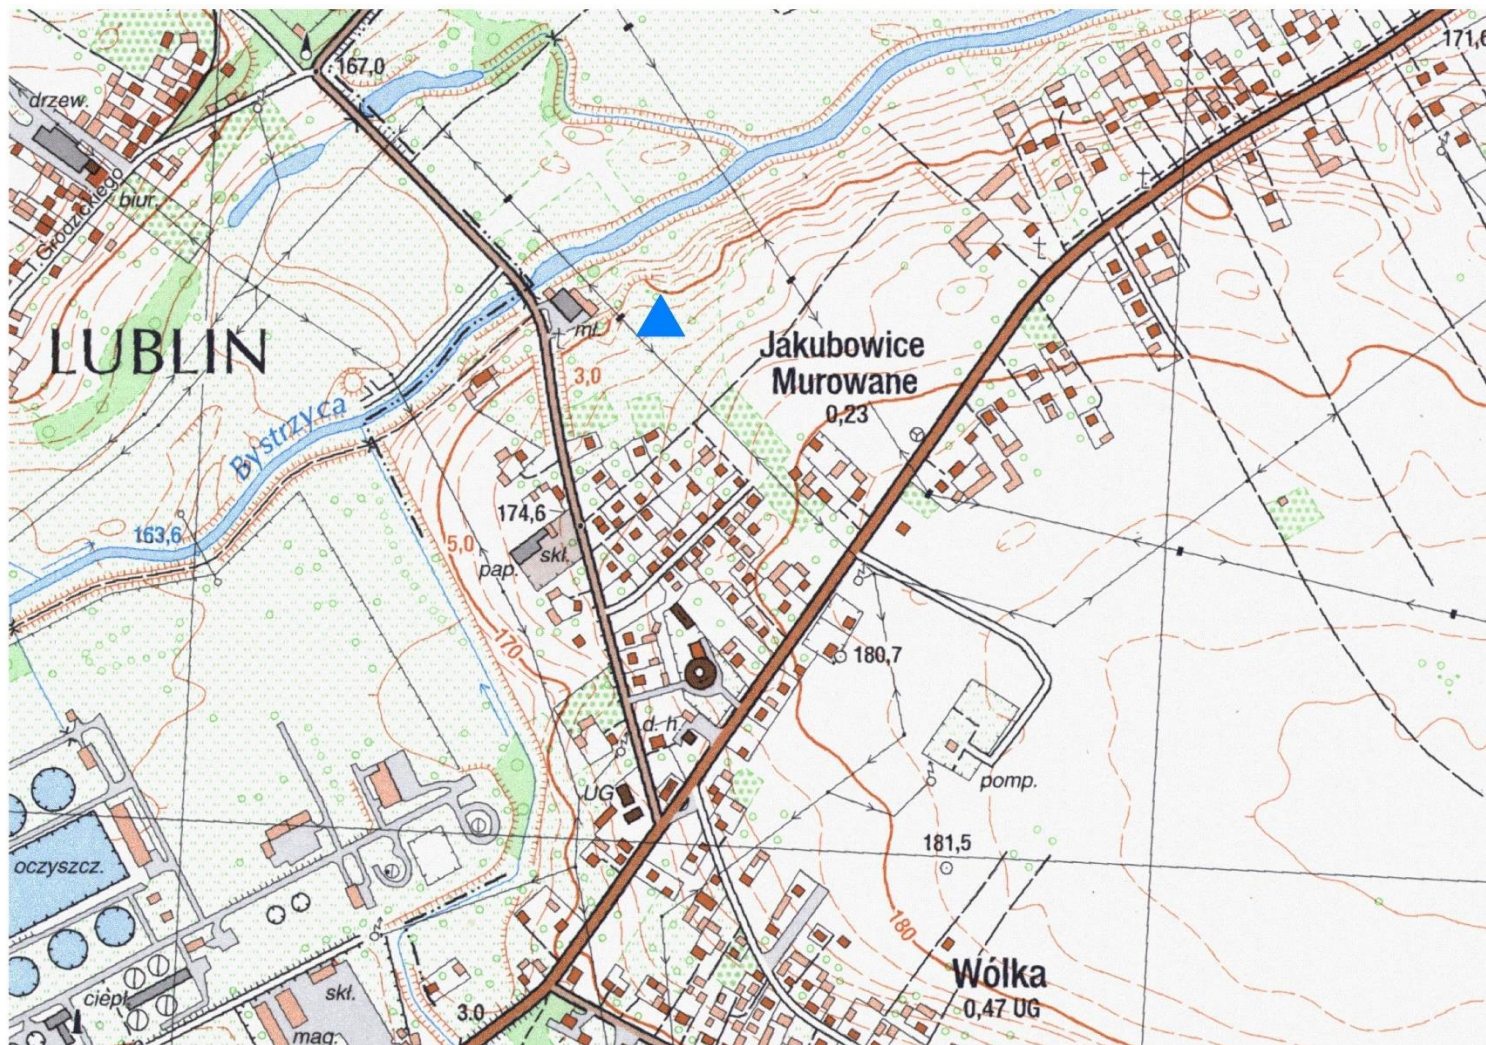 171,6
167,0
drzew.
Grodzickiego
biur.
LUBLIN
mł.
3,0
Jakubowice
Murowane
0,23
Bystrzyca
174,6
163,6
5,0
skł.
pap.
170
180,7
d. h.
pomp.
UG
181,5
oczyszcz.
180
Wólka
0,47 UG
ciepł.
skł.
3.0
mag.